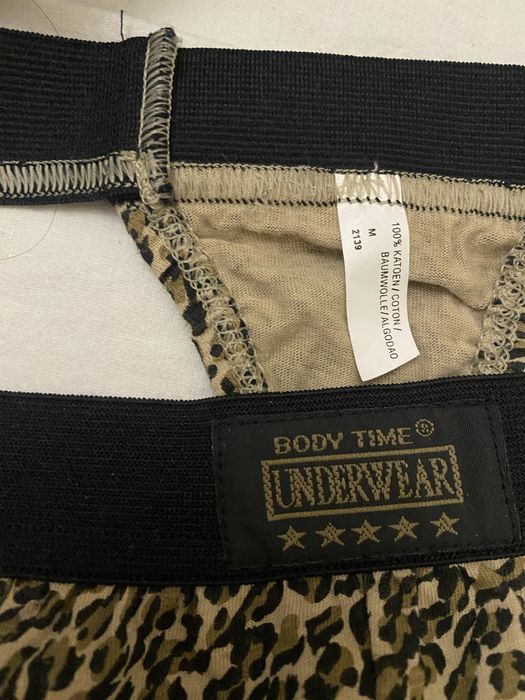 100% KATOEN / COTON /
BAUMWOLLE / ALGODAO
M
2139
BODY TIME®
UNDERWEAR